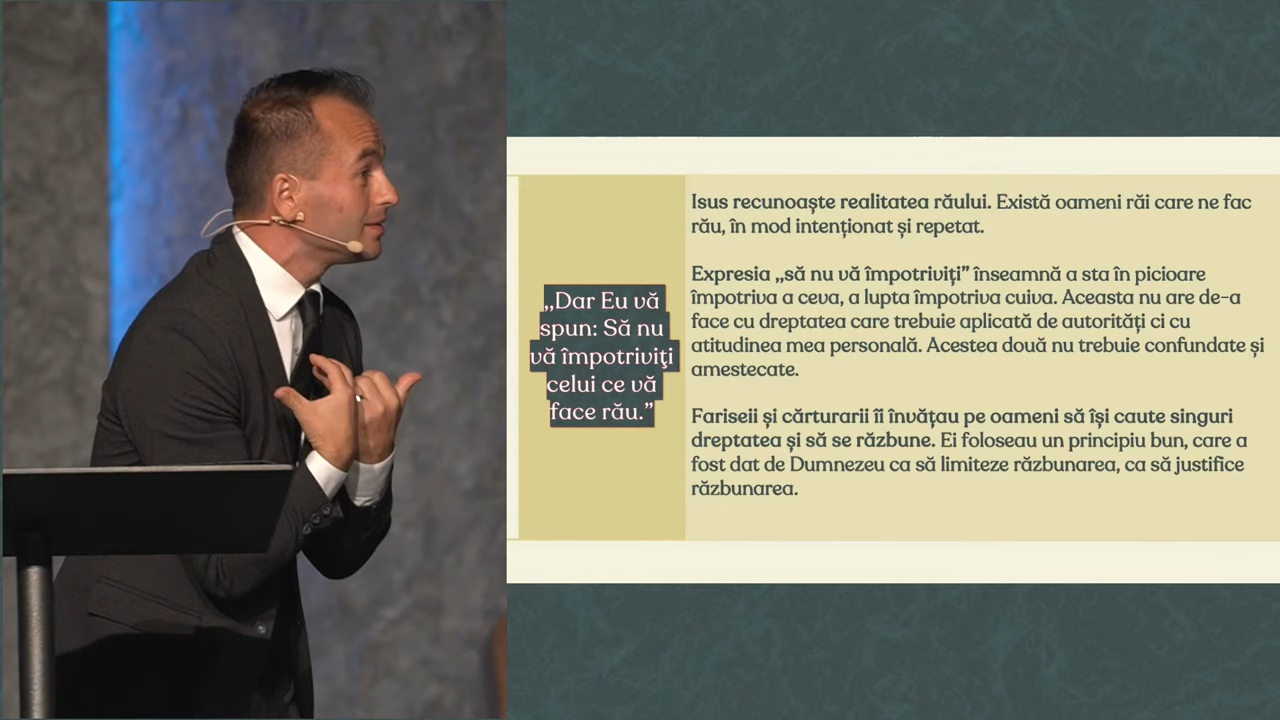 „Dar Eu vă
spun: Să nu
vă împotriviţi
celui ce vă
face rău.”
Isus recunoaște realitatea răului. Există oameni răi care ne fac
rău, în mod intenționat și repetat.
Expresia „să nu vă împotriviți” înseamnă a sta în picioare
împotriva a ceva, a lupta împotriva cuiva. Aceasta nu are de-a
face cu dreptatea care trebuie aplicată de autorități ci cu
atitudinea mea personală. Acestea două nu trebuie confundate și
amestecate.
Fariseii și cărturarii îi învățau pe oameni să își caute singuri
dreptatea și să se răzbune. Ei foloseau un principiu bun, care a
fost dat de Dumnezeu ca să limiteze răzbunarea, ca să justifice
răzbunarea.